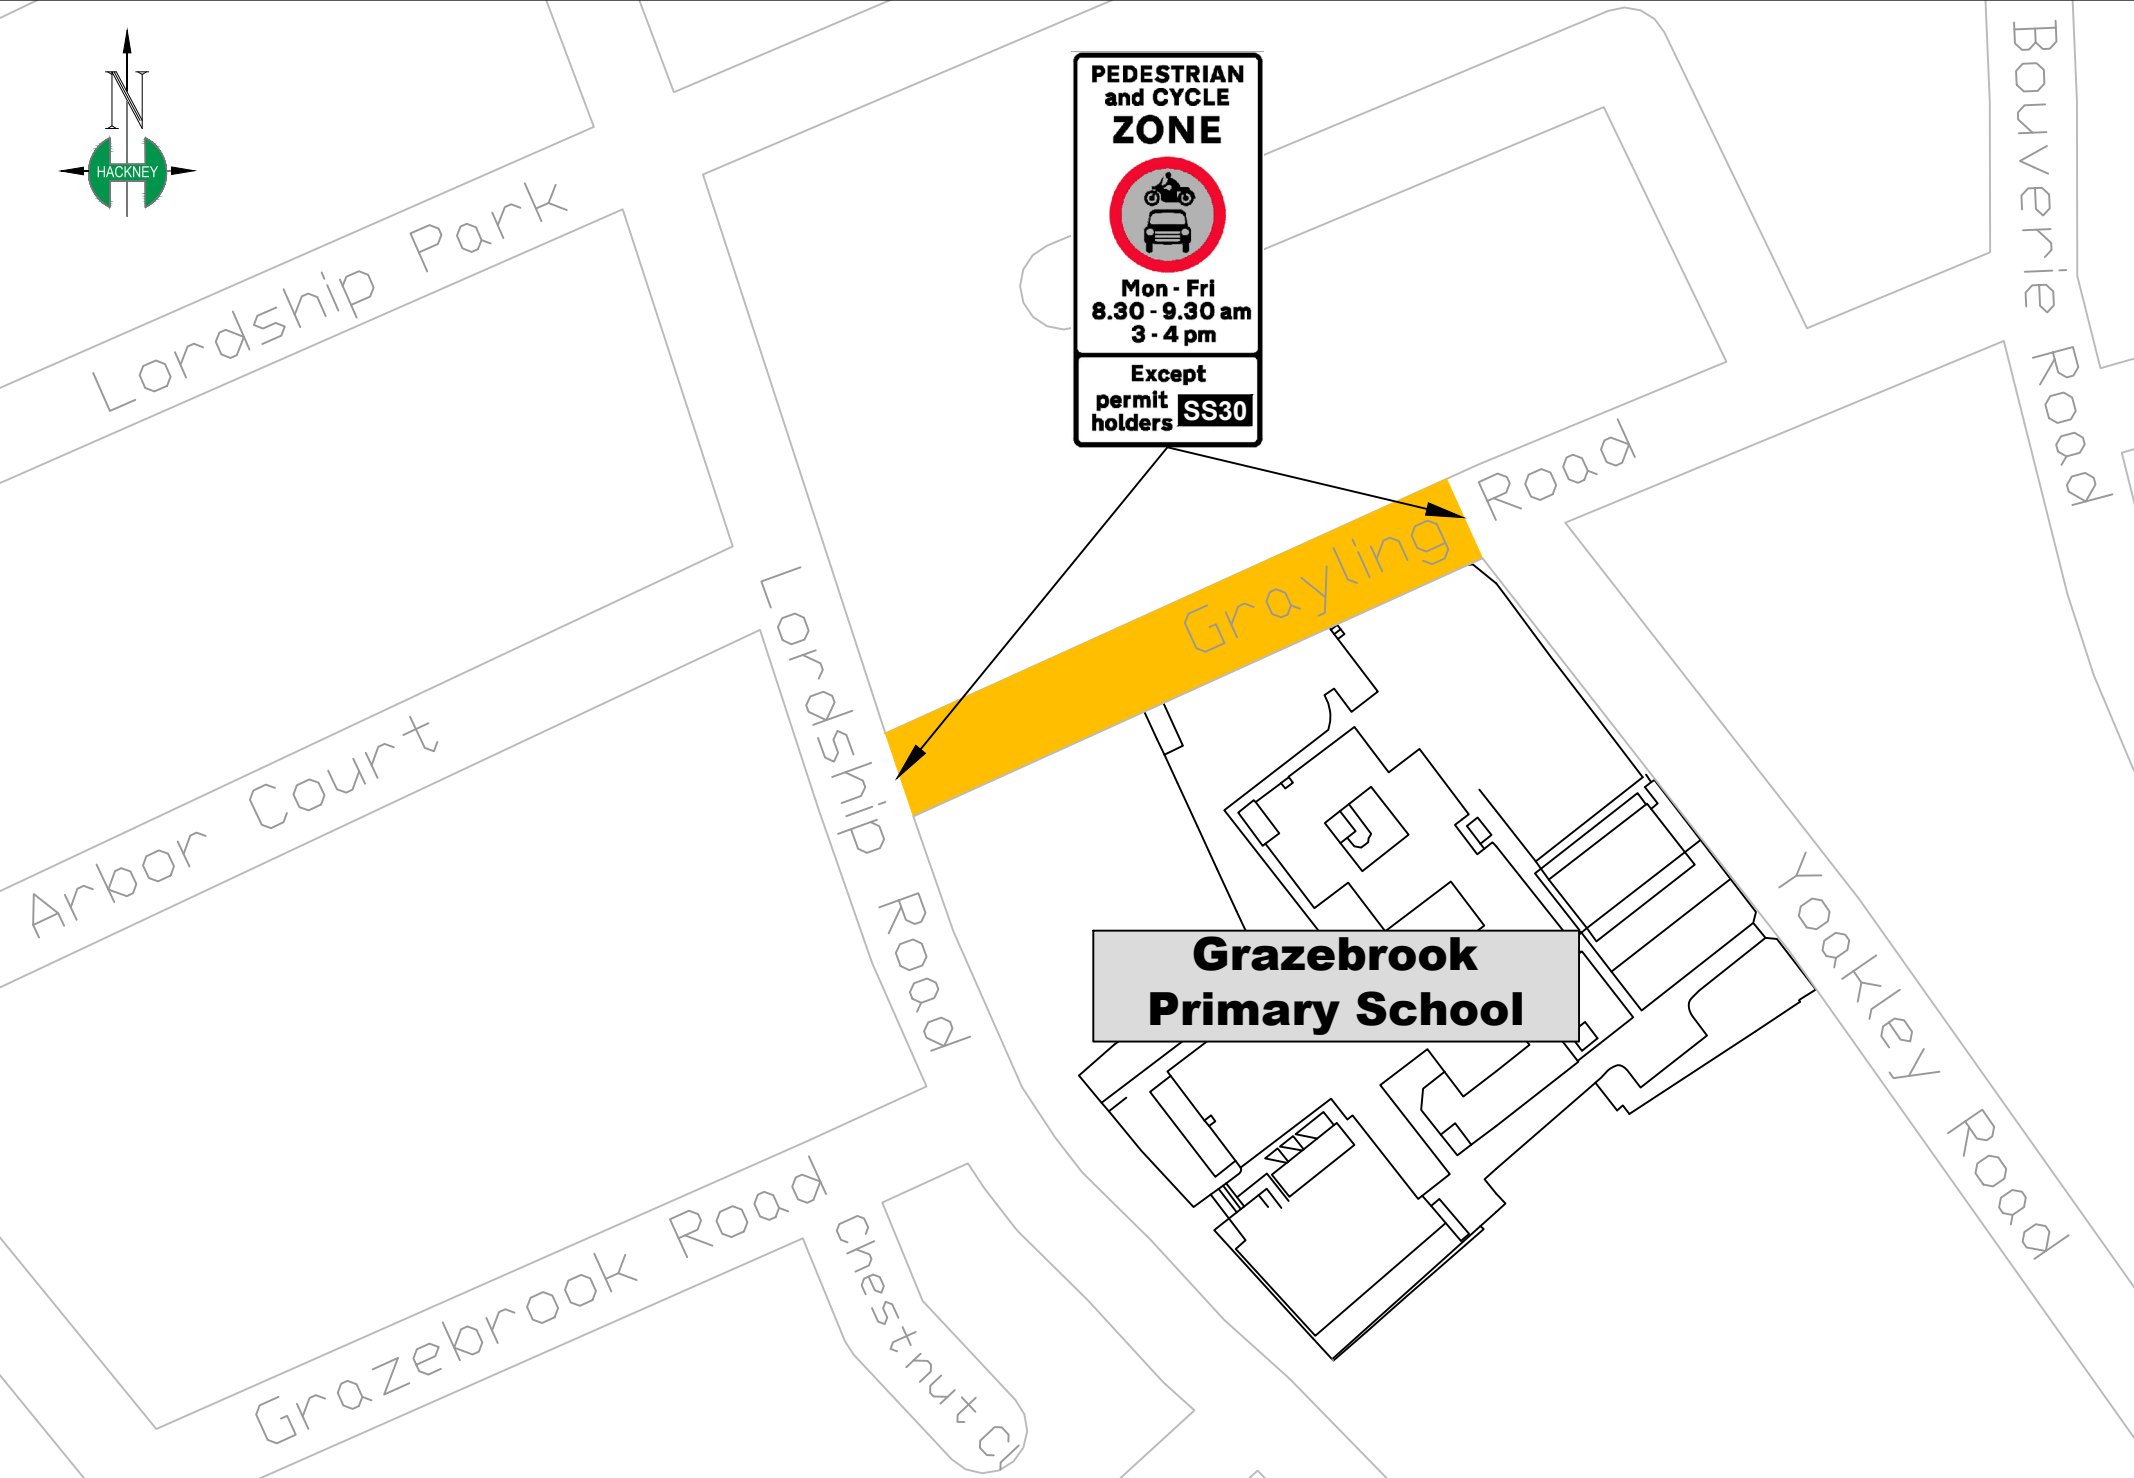 N
HACKNEY
PEDESTRIAN
and CYCLE
ZONE
Mon - Fri
8.30 - 9.30 am
3 - 4 pm
Except
permit
holders SS30
Bouverie Road
Lordship Park
Grayling Road
Lordship Road
Arbor Court
Grazebrook
Primary School
Yoakley Road
Grazebrook Road
Chestnut Cl